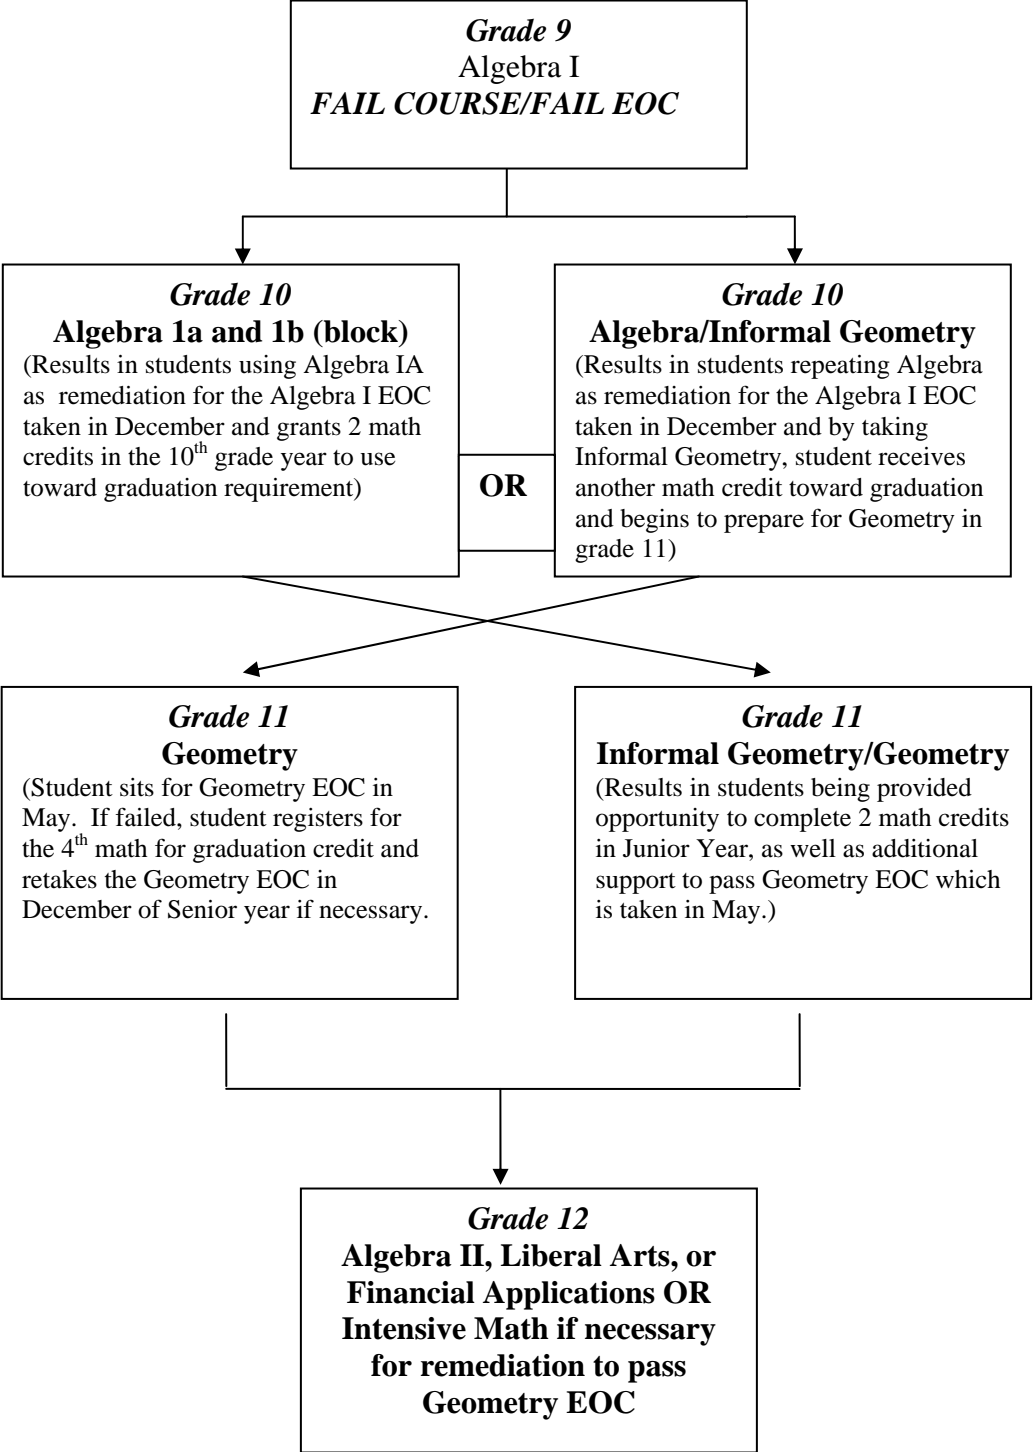 Grade 9
Algebra I
FAIL COURSE/FAIL EOC
Grade 10
Algebra 1a and 1b (block)
(Results in students using Algebra IA
as remediation for the Algebra I EOC
taken in December and grants 2 math
credits in the 10th grade year to use
toward graduation requirement)
OR
Grade 10
Algebra/Informal Geometry
(Results in students repeating Algebra
as remediation for the Algebra I EOC
taken in December and by taking
Informal Geometry, student receives
another math credit toward graduation
and begins to prepare for Geometry in
grade 11)
Grade 11
Geometry
(Student sits for Geometry EOC in
May. If failed, student registers for
the 4th math for graduation credit and
retakes the Geometry EOC in
December of Senior year if necessary.
Grade 11
Informal Geometry/Geometry
(Results in students being provided
opportunity to complete 2 math credits
in Junior Year, as well as additional
support to pass Geometry EOC which
is taken in May.)
Grade 12
Algebra II, Liberal Arts, or
Financial Applications OR
Intensive Math if necessary
for remediation to pass
Geometry EOC